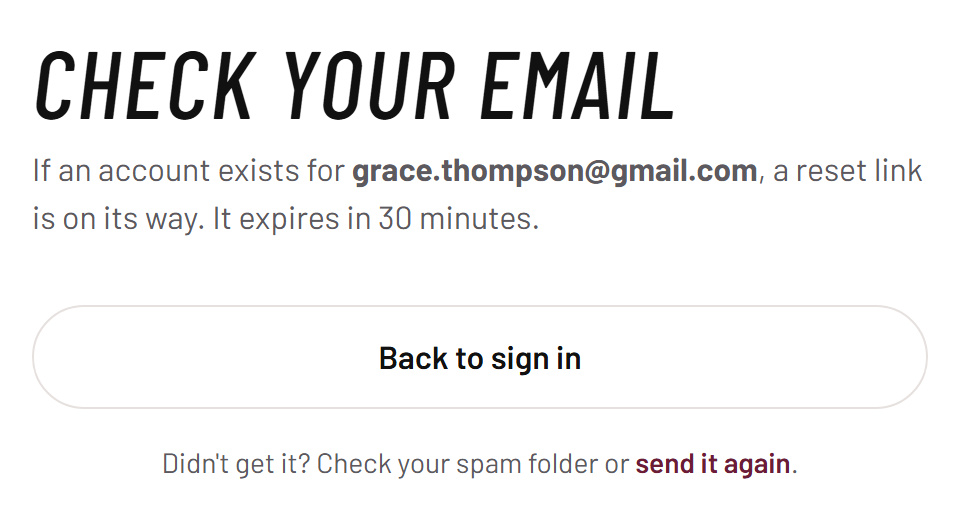 CHECK YOUR EMAIL
If an account exists for grace.thompson@gmail.com, a reset link
is on its way. It expires in 30 minutes.
Back to sign in
Didn't get it? Check your spam folder or send it again.